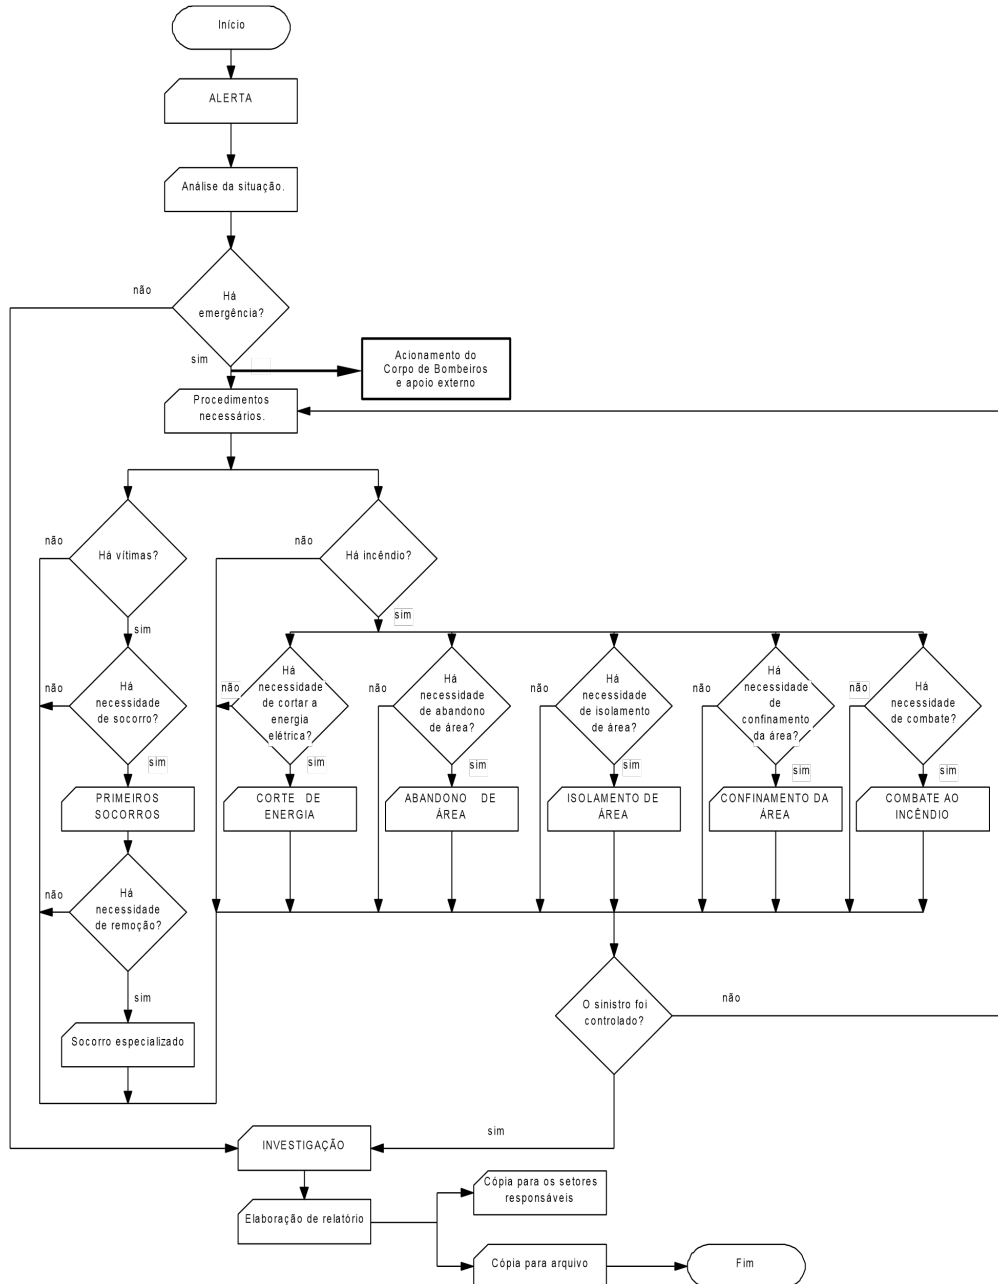 Início
ALERTA
Análise da situação.
não
Há
emergência?
sim
Acionamento do
Corpo de Bombeiros
e apoio externo
Procedimentos
necessários.
não
Há vítimas?
sim
não
Há incêndio?
sim
não
Há
necessidade
de socorro?
sim
não
Há
necessidade
de cortar a
energia
elétrica?
sim
não
Há
necessidade
de abandono
de área?
sim
não
Há
necessidade
de isolamento
de área?
sim
não
Há
necessidade
de
confinamento
da área?
sim
não
Há
necessidade
de combate?
sim
PRIMEIROS
SOCORROS
CORTE DE
ENERGIA
ABANDONO DE
ÁREA
ISOLAMENTO DE
ÁREA
CONFINAMENTO DA
ÁREA
COMBATE AO
INCÊNDIO
não
Há
necessidade
de remoção?
sim
Socorro especializado
O sinistro foi
controlado?
não
sim
INVESTIGAÇÃO
Elaboração de relatório
Cópia para os setores
responsáveis
Cópia para arquivo
Fim